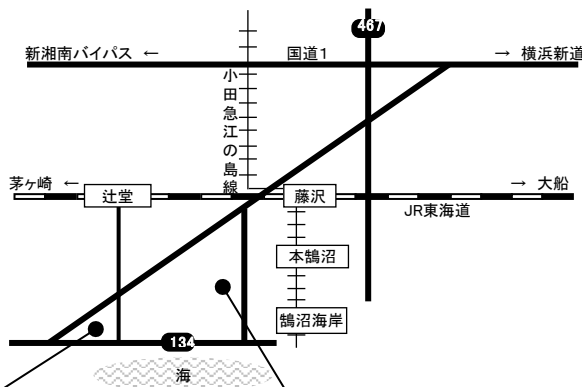 467
新湘南バイパス ←
国道1
→ 横浜新道
小田急江の島線
茅ヶ崎 ←
辻堂
藤沢
→ 大船
JR東海道
本鵠沼
鵠沼海岸
134
海